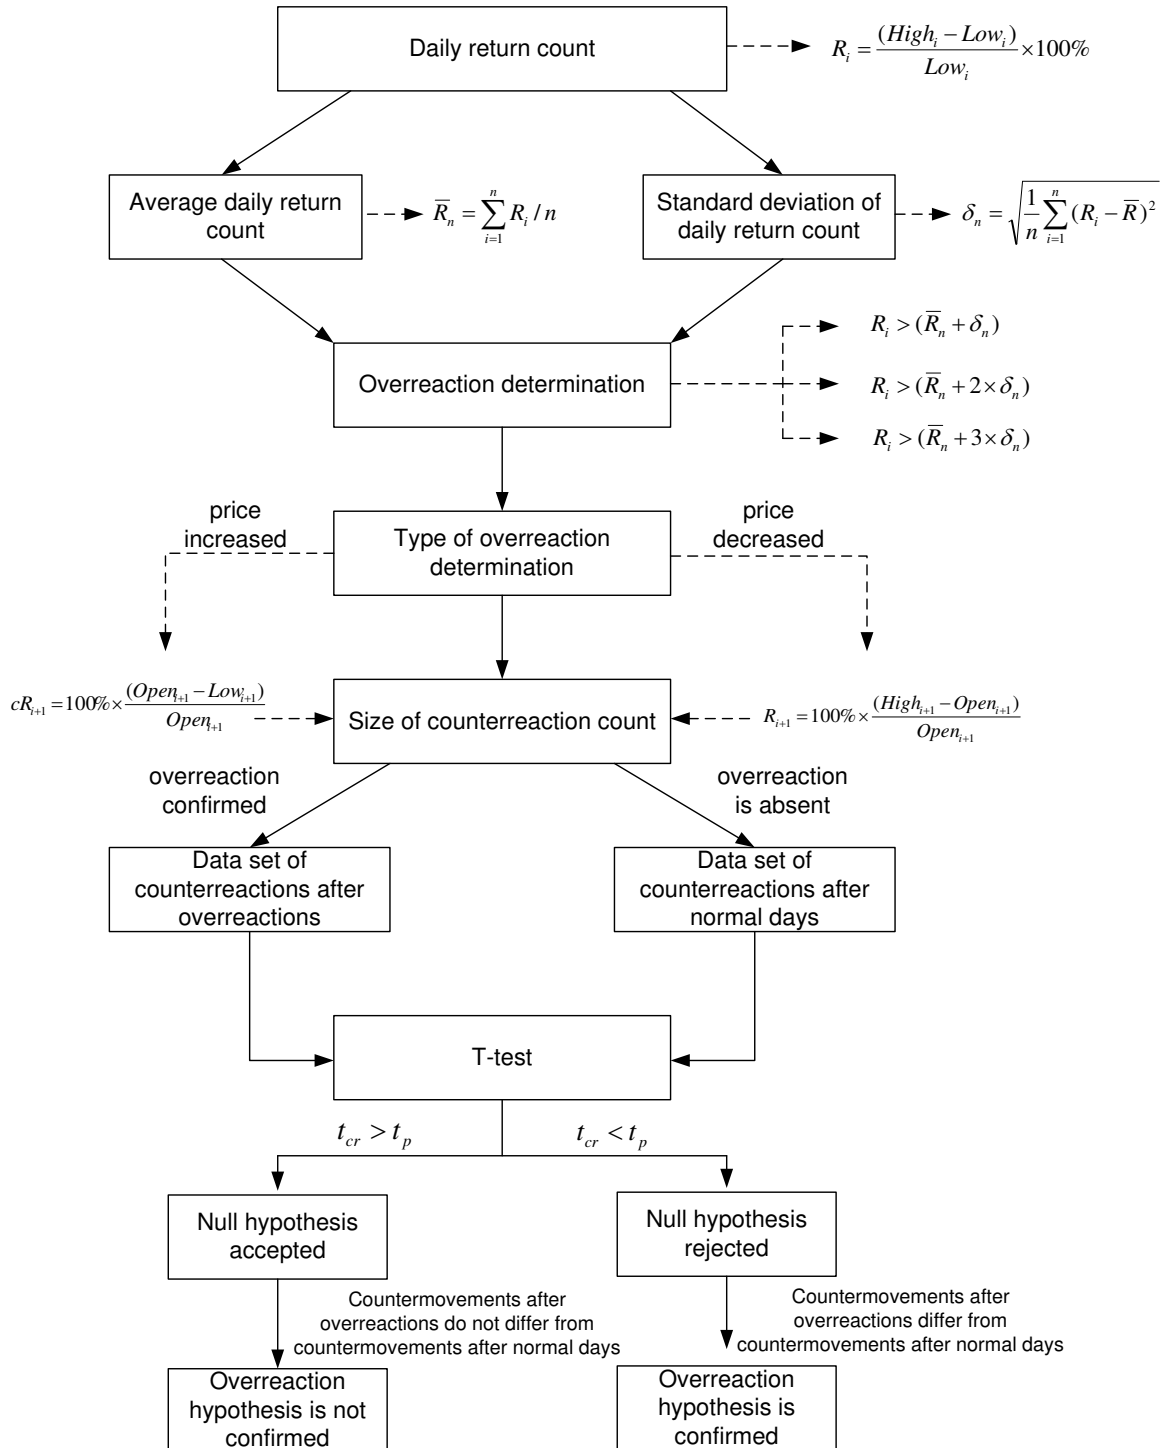 Daily return count
R_i = (High_i − Low_i) / Low_i × 100%
Average daily return
count
R̅_n = ∑_{i=1}^{n} R_i / n
Standard deviation of
daily return count
δ_n = √( 1/n ∑_{i=1}^{n} (R_i − R̅)² )
Overreaction determination
R_i > (R̅_n + δ_n)
R_i > (R̅_n + 2 × δ_n)
R_i > (R̅_n + 3 × δ_n)
price
increased
Type of overreaction
determination
price
decreased
cR_{i+1} = 100% × (Open_{i+1} − Low_{i+1}) / Open_{i+1}
Size of counterreaction count
R_{i+1} = 100% × (High_{i+1} − Open_{i+1}) / Open_{i+1}
overreaction
confirmed
overreaction
is absent
Data set of
counterreactions after
overreactions
Data set of
counterreactions after
normal days
T-test
t_cr > t_p
t_cr < t_p
Null hypothesis
accepted
Null hypothesis
rejected
Countermovements after
overreactions do not differ from
countermovements after normal days
Countermovements after
overreactions differ from
countermovements after normal days
Overreaction
hypothesis is not
confirmed
Overreaction
hypothesis is
confirmed